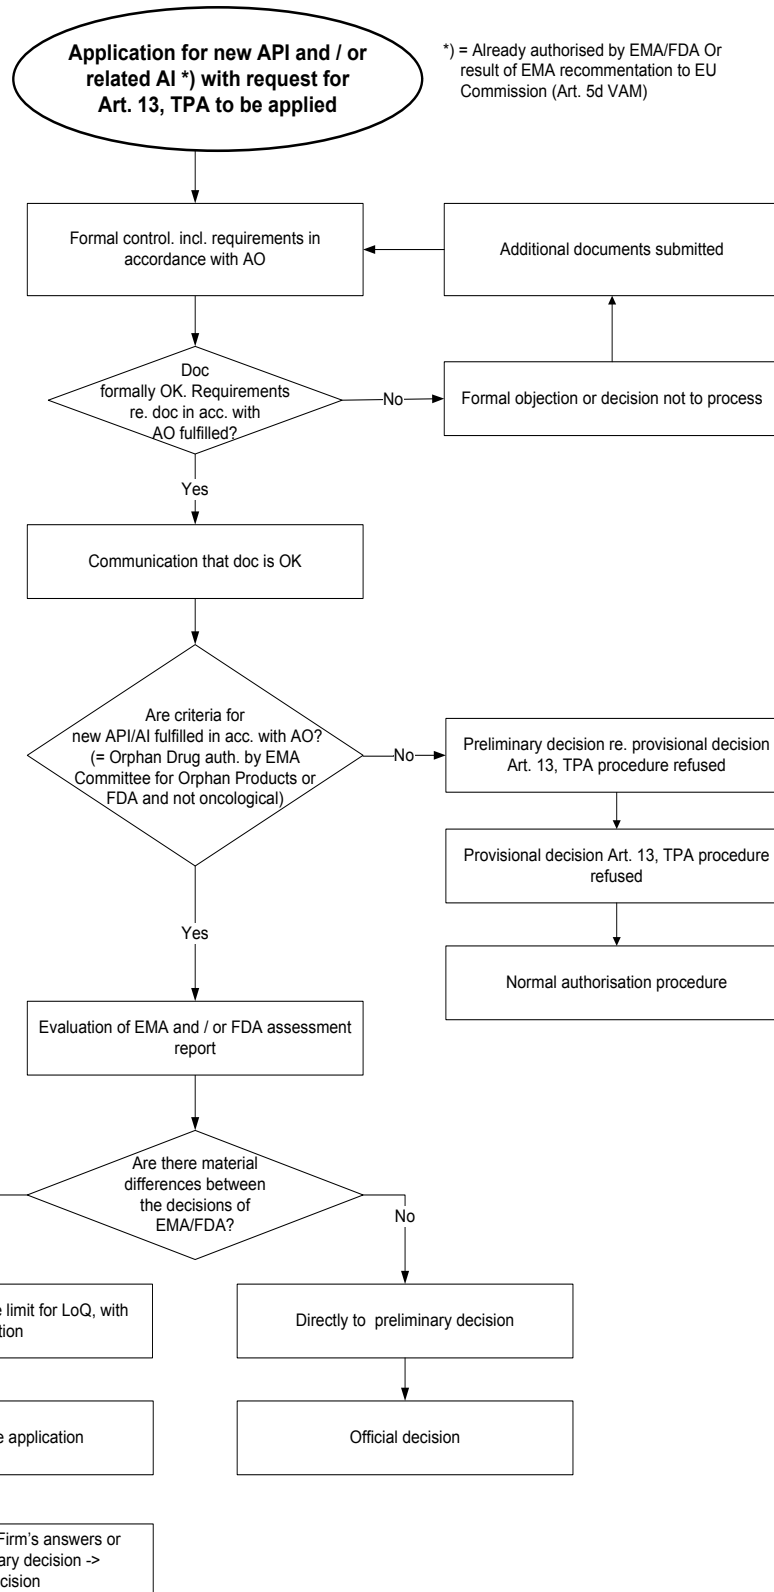 Application for new API and / or
related AI *) with request for
Art. 13, TPA to be applied
*) = Already authorised by EMA/FDA Or
result of EMA recommentation to EU
Commission (Art. 5d VAM)
Formal control. incl. requirements in
accordance with AO
Additional documents submitted
Doc
formally OK. Requirements
re. doc in acc. with
AO fulfilled?
No
Formal objection or decision not to process
Yes
Communication that doc is OK
Are criteria for
new API/AI fulfilled in acc. with AO?
(= Orphan Drug auth. by EMA
Committee for Orphan Products or
FDA and not oncological)
No
Preliminary decision re. provisional decision
Art. 13, TPA procedure refused
Provisional decision Art. 13, TPA procedure
refused
Normal authorisation procedure
Yes
Evaluation of EMA and / or FDA assessment
report
Are there material
differences between
the decisions of
EMA/FDA?
No
limit for LoQ, with
Directly to preliminary decision
application
Official decision
Firm's answers or
decision ->